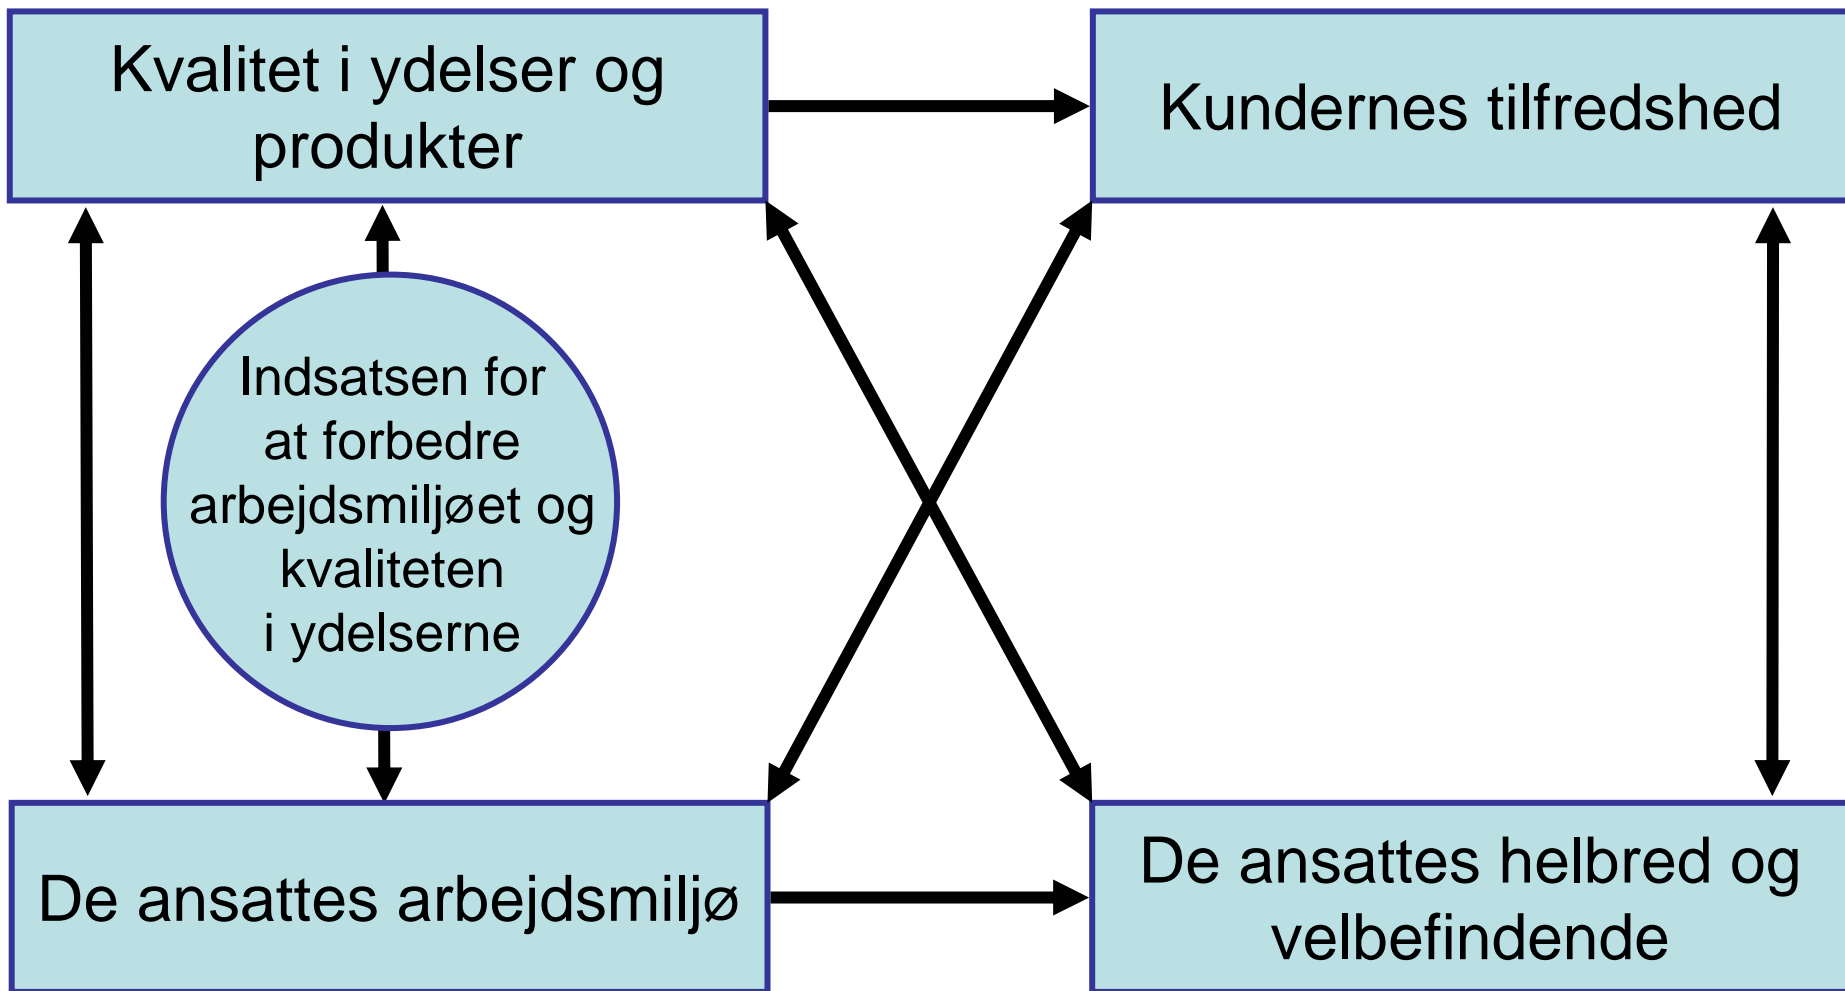 Kvalitet i ydelser og
produkter
Kundernes tilfredshed
Indsatsen for
at forbedre
arbejdsmiljøet og
kvaliteten
i ydelserne
De ansattes arbejdsmiljø
De ansattes helbred og
velbefindende